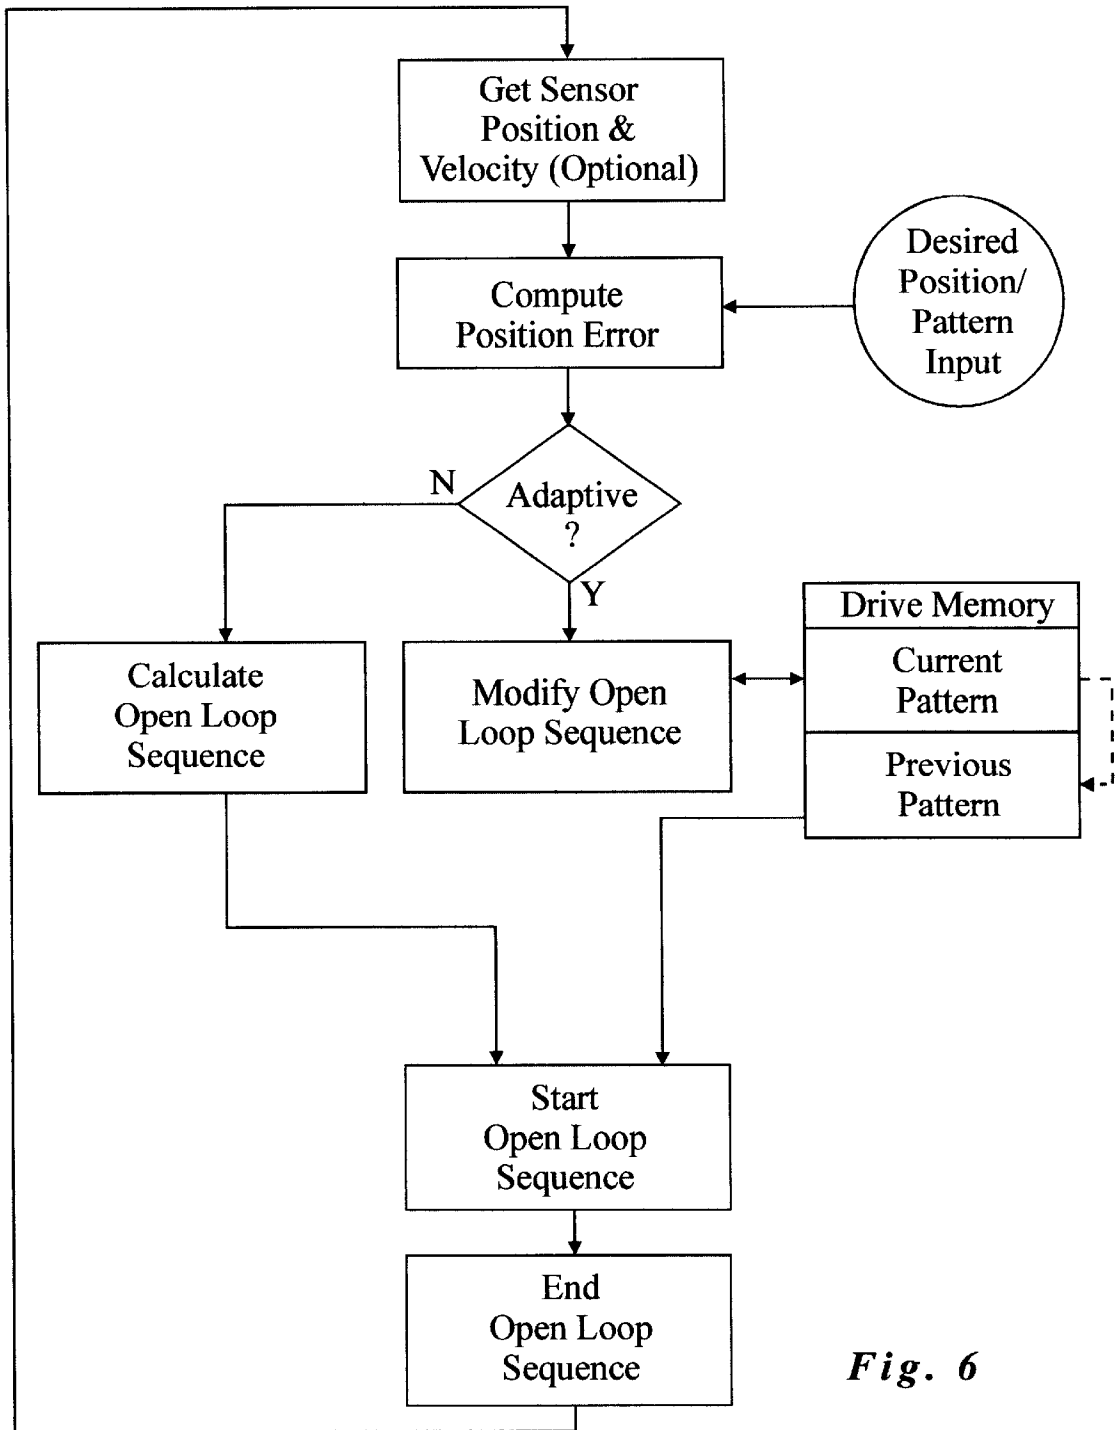 Get Sensor
Position &
Velocity (Optional)
Desired
Position/
Pattern
Input
Compute
Position Error
N
Adaptive
?
Y
Drive Memory
Current
Pattern
Previous
Pattern
Calculate
Open Loop
Sequence
Modify Open
Loop Sequence
Start
Open Loop
Sequence
End
Open Loop
Sequence
Fig. 6